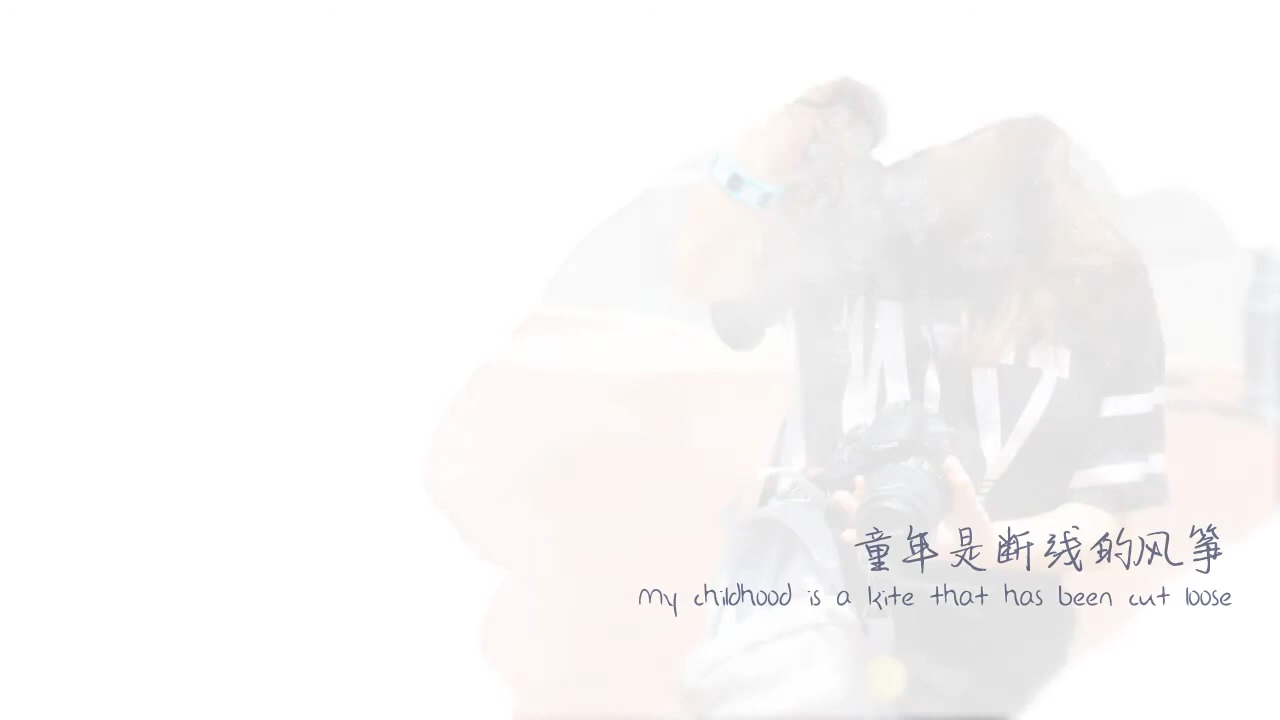 童年是断线的风筝
my childhood is a kite that has been cut loose